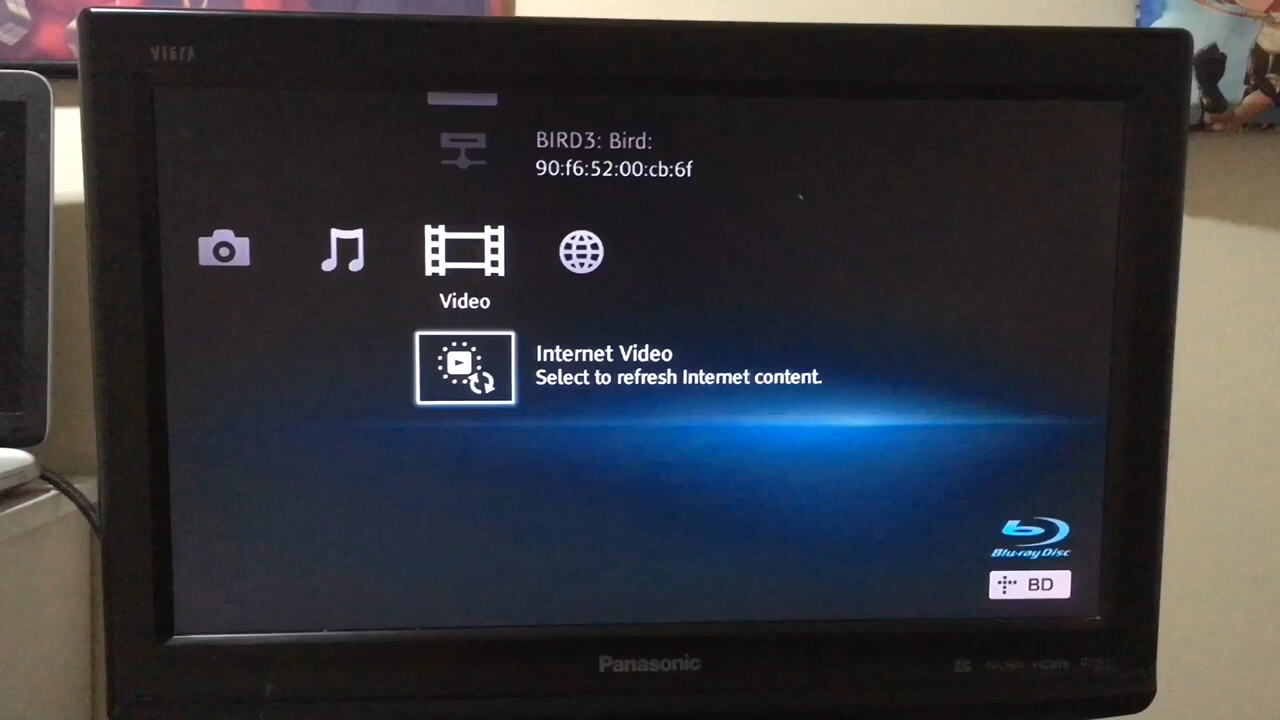 VIERA
BIRD3: Bird:
90:f6:52:00:cb:6f
Video
Internet Video
Select to refresh Internet content.
Blu-ray Disc
BD
Panasonic
HDMI